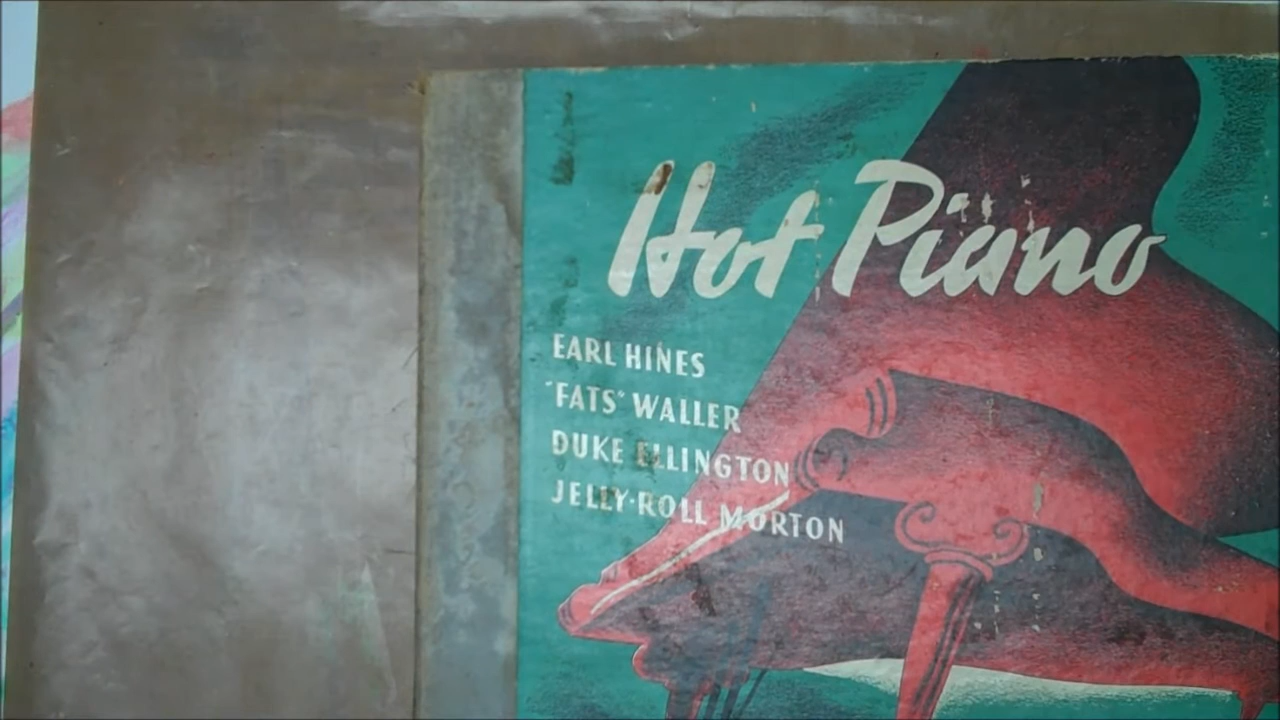 Hot Piano
EARL HINES
"FATS" WALLER
DUKE ELLINGTON
JELLY-ROLL MORTON